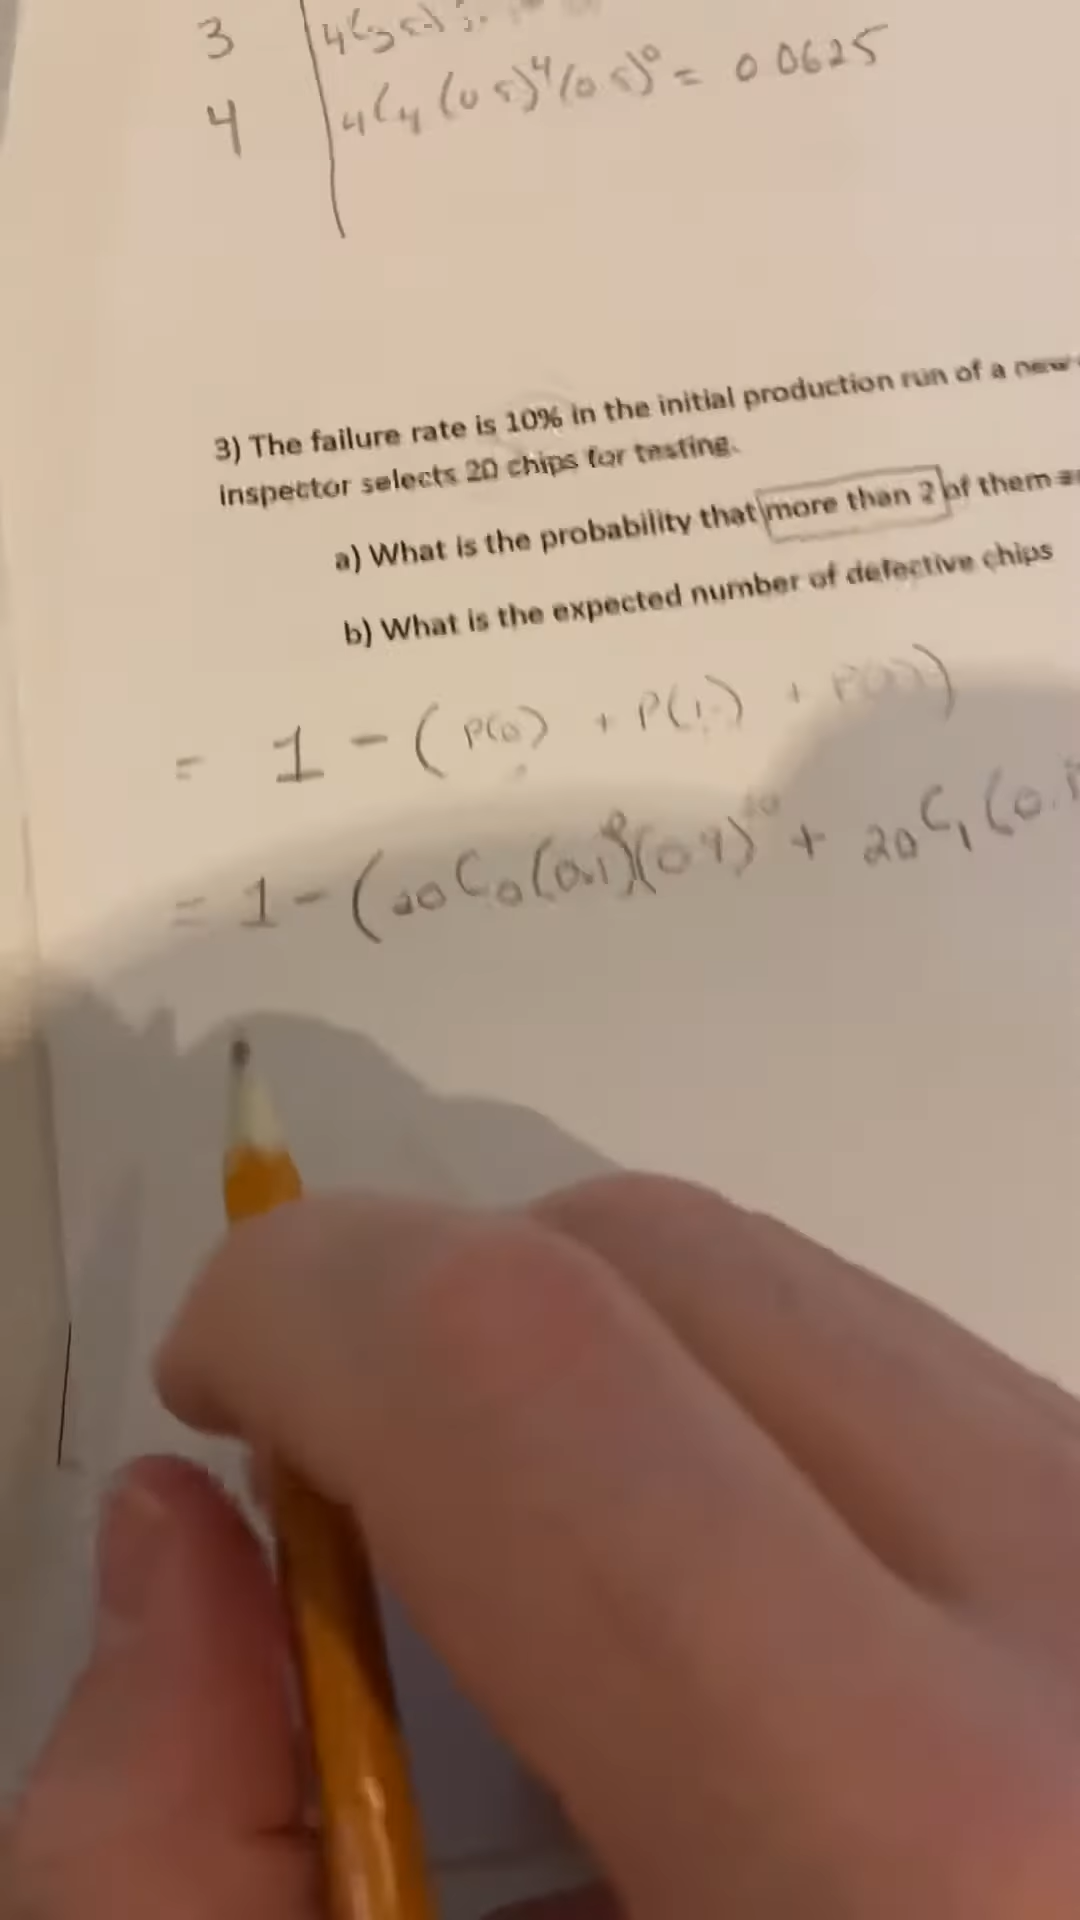 3
4 4C4 (0.5)⁴(0.5)⁰ = 0.0625
3) The failure rate is 10% in the initial production run of a new
inspector selects 20 chips for testing.
a) What is the probability that more than 2 of them
b) What is the expected number of defective chips
= 1 - (P(0) + P(1) + P(2))
= 1 - (20C0(0.1)⁰(0.9)²⁰ + 20C1(0.1)